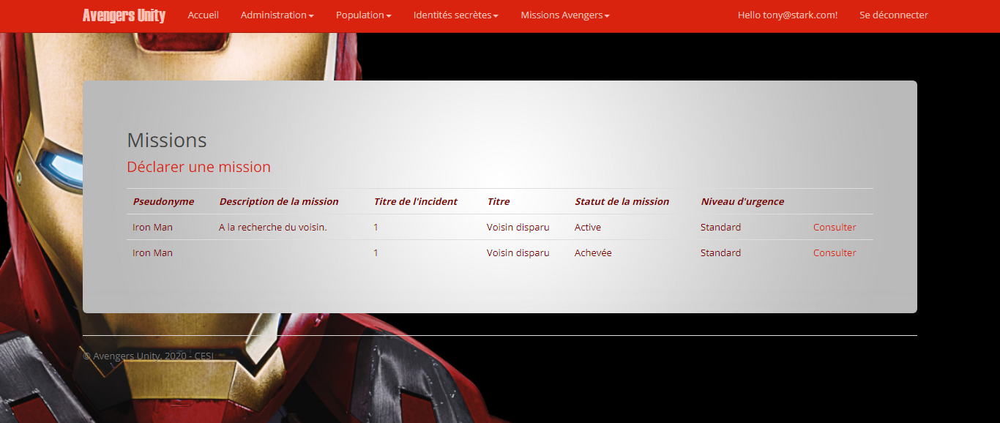 Avengers Unity Accueil Administration Population Identités secrètes Missions Avengers Hello tony@stark.com! Se déconnecter
Missions
Déclarer une mission
Pseudonyme Description de la mission Titre de l'incident Titre Statut de la mission Niveau d'urgence
Iron Man A la recherche du voisin. 1 Voisin disparu Active Standard Consulter
Iron Man 1 Voisin disparu Achevée Standard Consulter
© Avengers Unity, 2020 - CESI